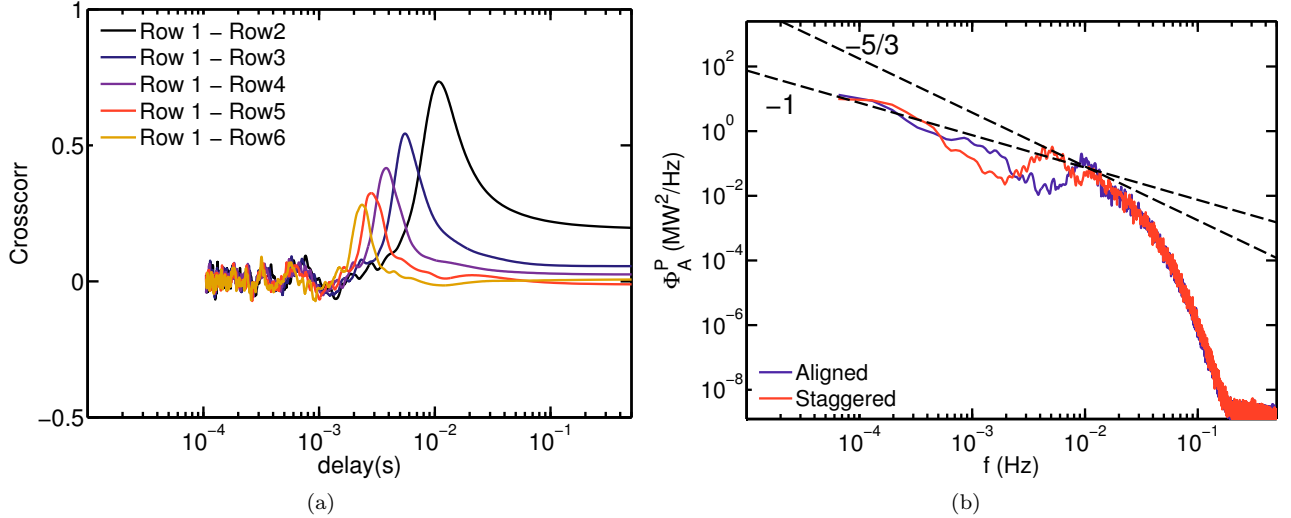 1
0.5
0
−0.5
Crosscorr
Row 1 − Row2
Row 1 − Row3
Row 1 − Row4
Row 1 − Row5
Row 1 − Row6
10^−4
10^−3
10^−2
10^−1
delay(s)
(a)
10^2
10^0
10^−2
10^−4
10^−6
10^−8
Φ_A^P (MW^2/Hz)
−5/3
−1
Aligned
Staggered
10^−4
10^−3
10^−2
10^−1
f (Hz)
(b)